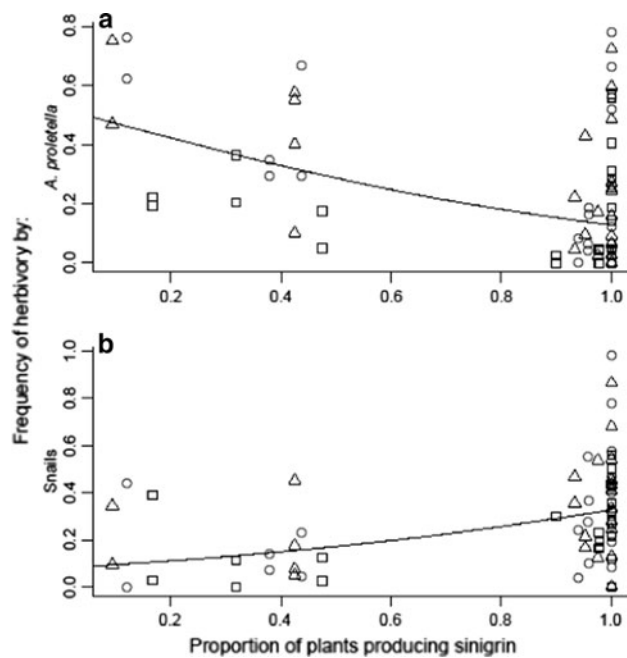 a
0.8
0.6
0.4
0.2
0.0
0.2 0.4 0.6 0.8 1.0
A. proletella
Frequency of herbivory by:
b
1.0
0.8
0.6
0.4
0.2
0.0
Snails
0.2 0.4 0.6 0.8 1.0
Proportion of plants producing sinigrin